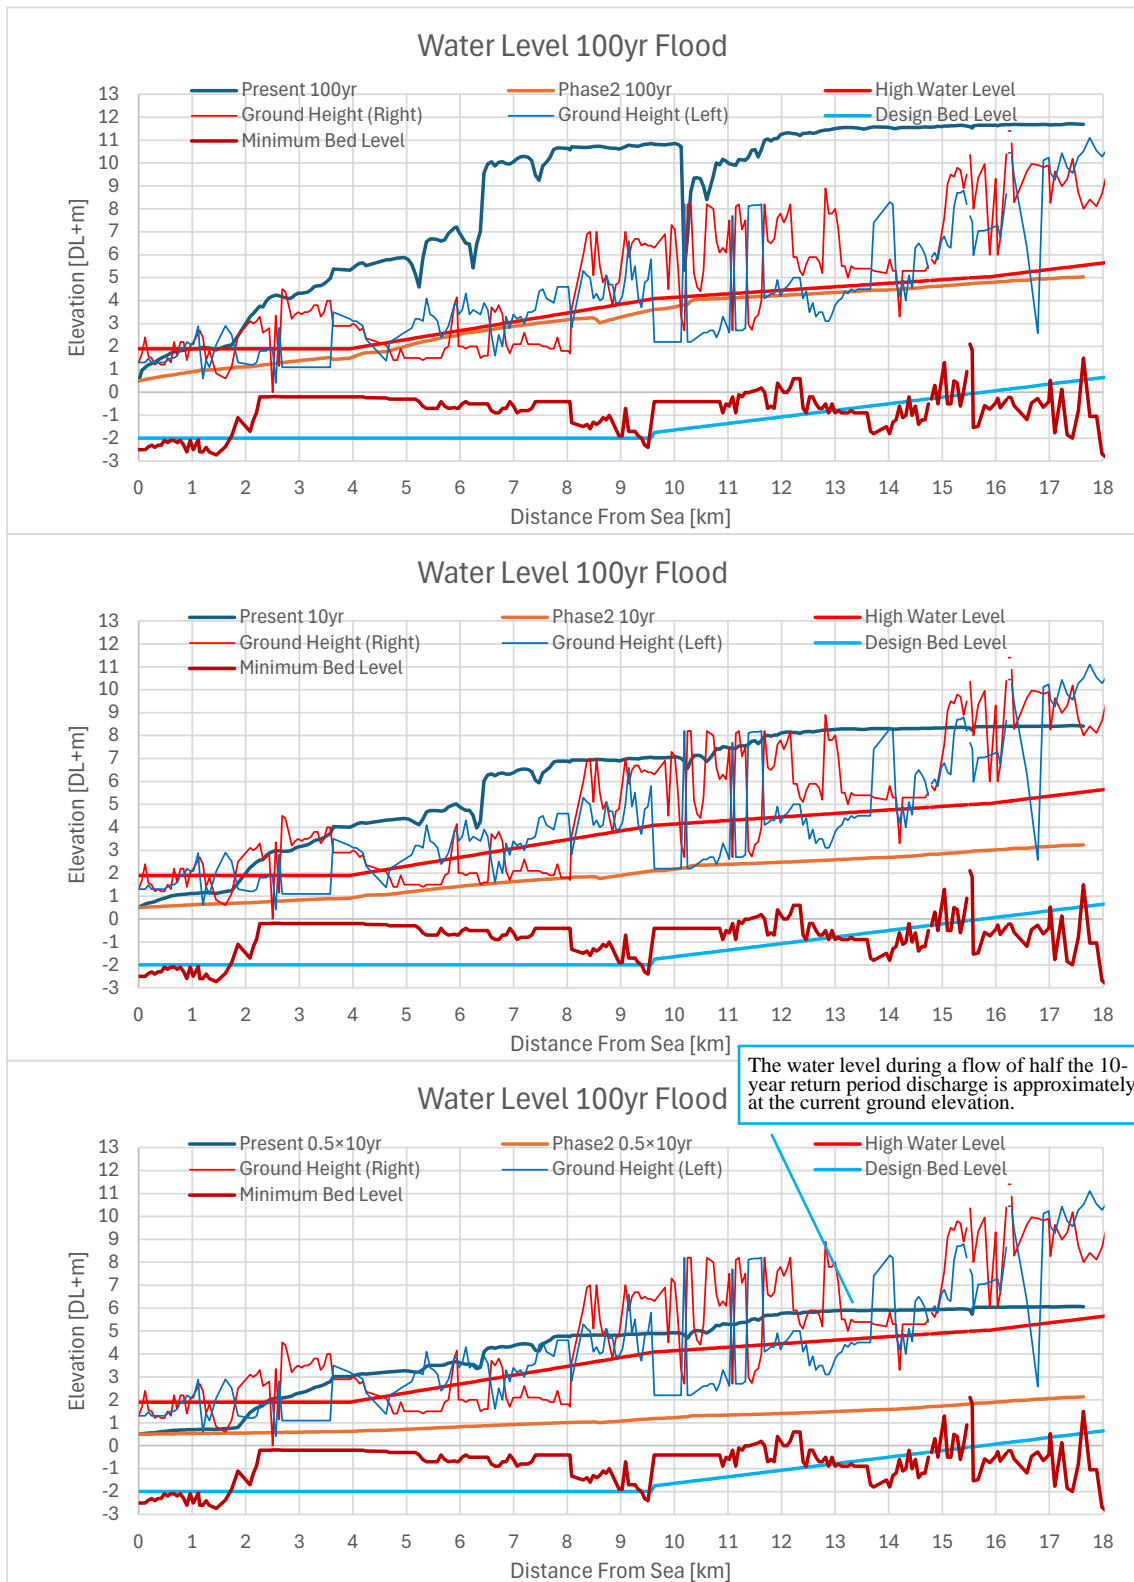 Water Level 100yr Flood
Present 100yr Phase2 100yr High Water Level
Ground Height (Right) Ground Height (Left) Design Bed Level
Minimum Bed Level
Elevation [DL+m]
13
12
11
10
9
8
7
6
5
4
3
2
1
0
-1
-2
-3
0 1 2 3 4 5 6 7 8 9 10 11 12 13 14 15 16 17 18
Distance From Sea [km]
Water Level 100yr Flood
Present 10yr Phase2 10yr High Water Level
Ground Height (Right) Ground Height (Left) Design Bed Level
Minimum Bed Level
Elevation [DL+m]
13
12
11
10
9
8
7
6
5
4
3
2
1
0
-1
-2
-3
0 1 2 3 4 5 6 7 8 9 10 11 12 13 14 15 16 17 18
Distance From Sea [km]
The water level during a flow of half the 10-
year return period discharge is approximately
at the current ground elevation.
Water Level 100yr Flood
Present 0.5×10yr Phase2 0.5×10yr High Water Level
Ground Height (Right) Ground Height (Left) Design Bed Level
Minimum Bed Level
Elevation [DL+m]
13
12
11
10
9
8
7
6
5
4
3
2
1
0
-1
-2
-3
0 1 2 3 4 5 6 7 8 9 10 11 12 13 14 15 16 17 18
Distance From Sea [km]